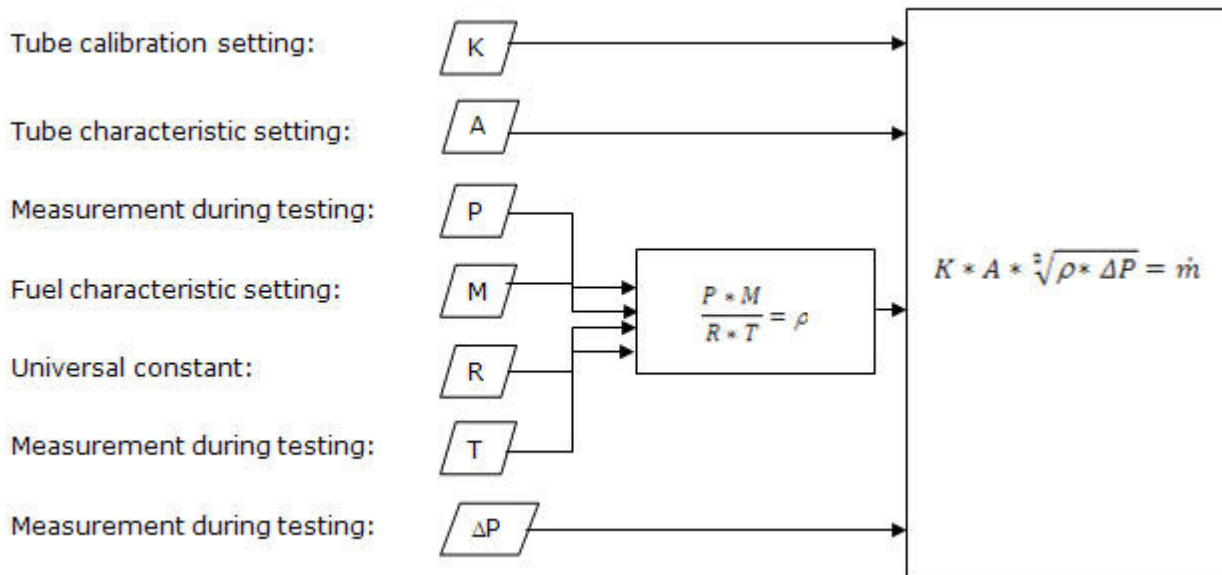 Tube calibration setting: K
Tube characteristic setting: A
Measurement during testing: P
Fuel characteristic setting: M
Universal constant: R
Measurement during testing: T
Measurement during testing: ΔP
P * M / R * T = ρ
K * A * ²√ρ * ΔP = ṁ